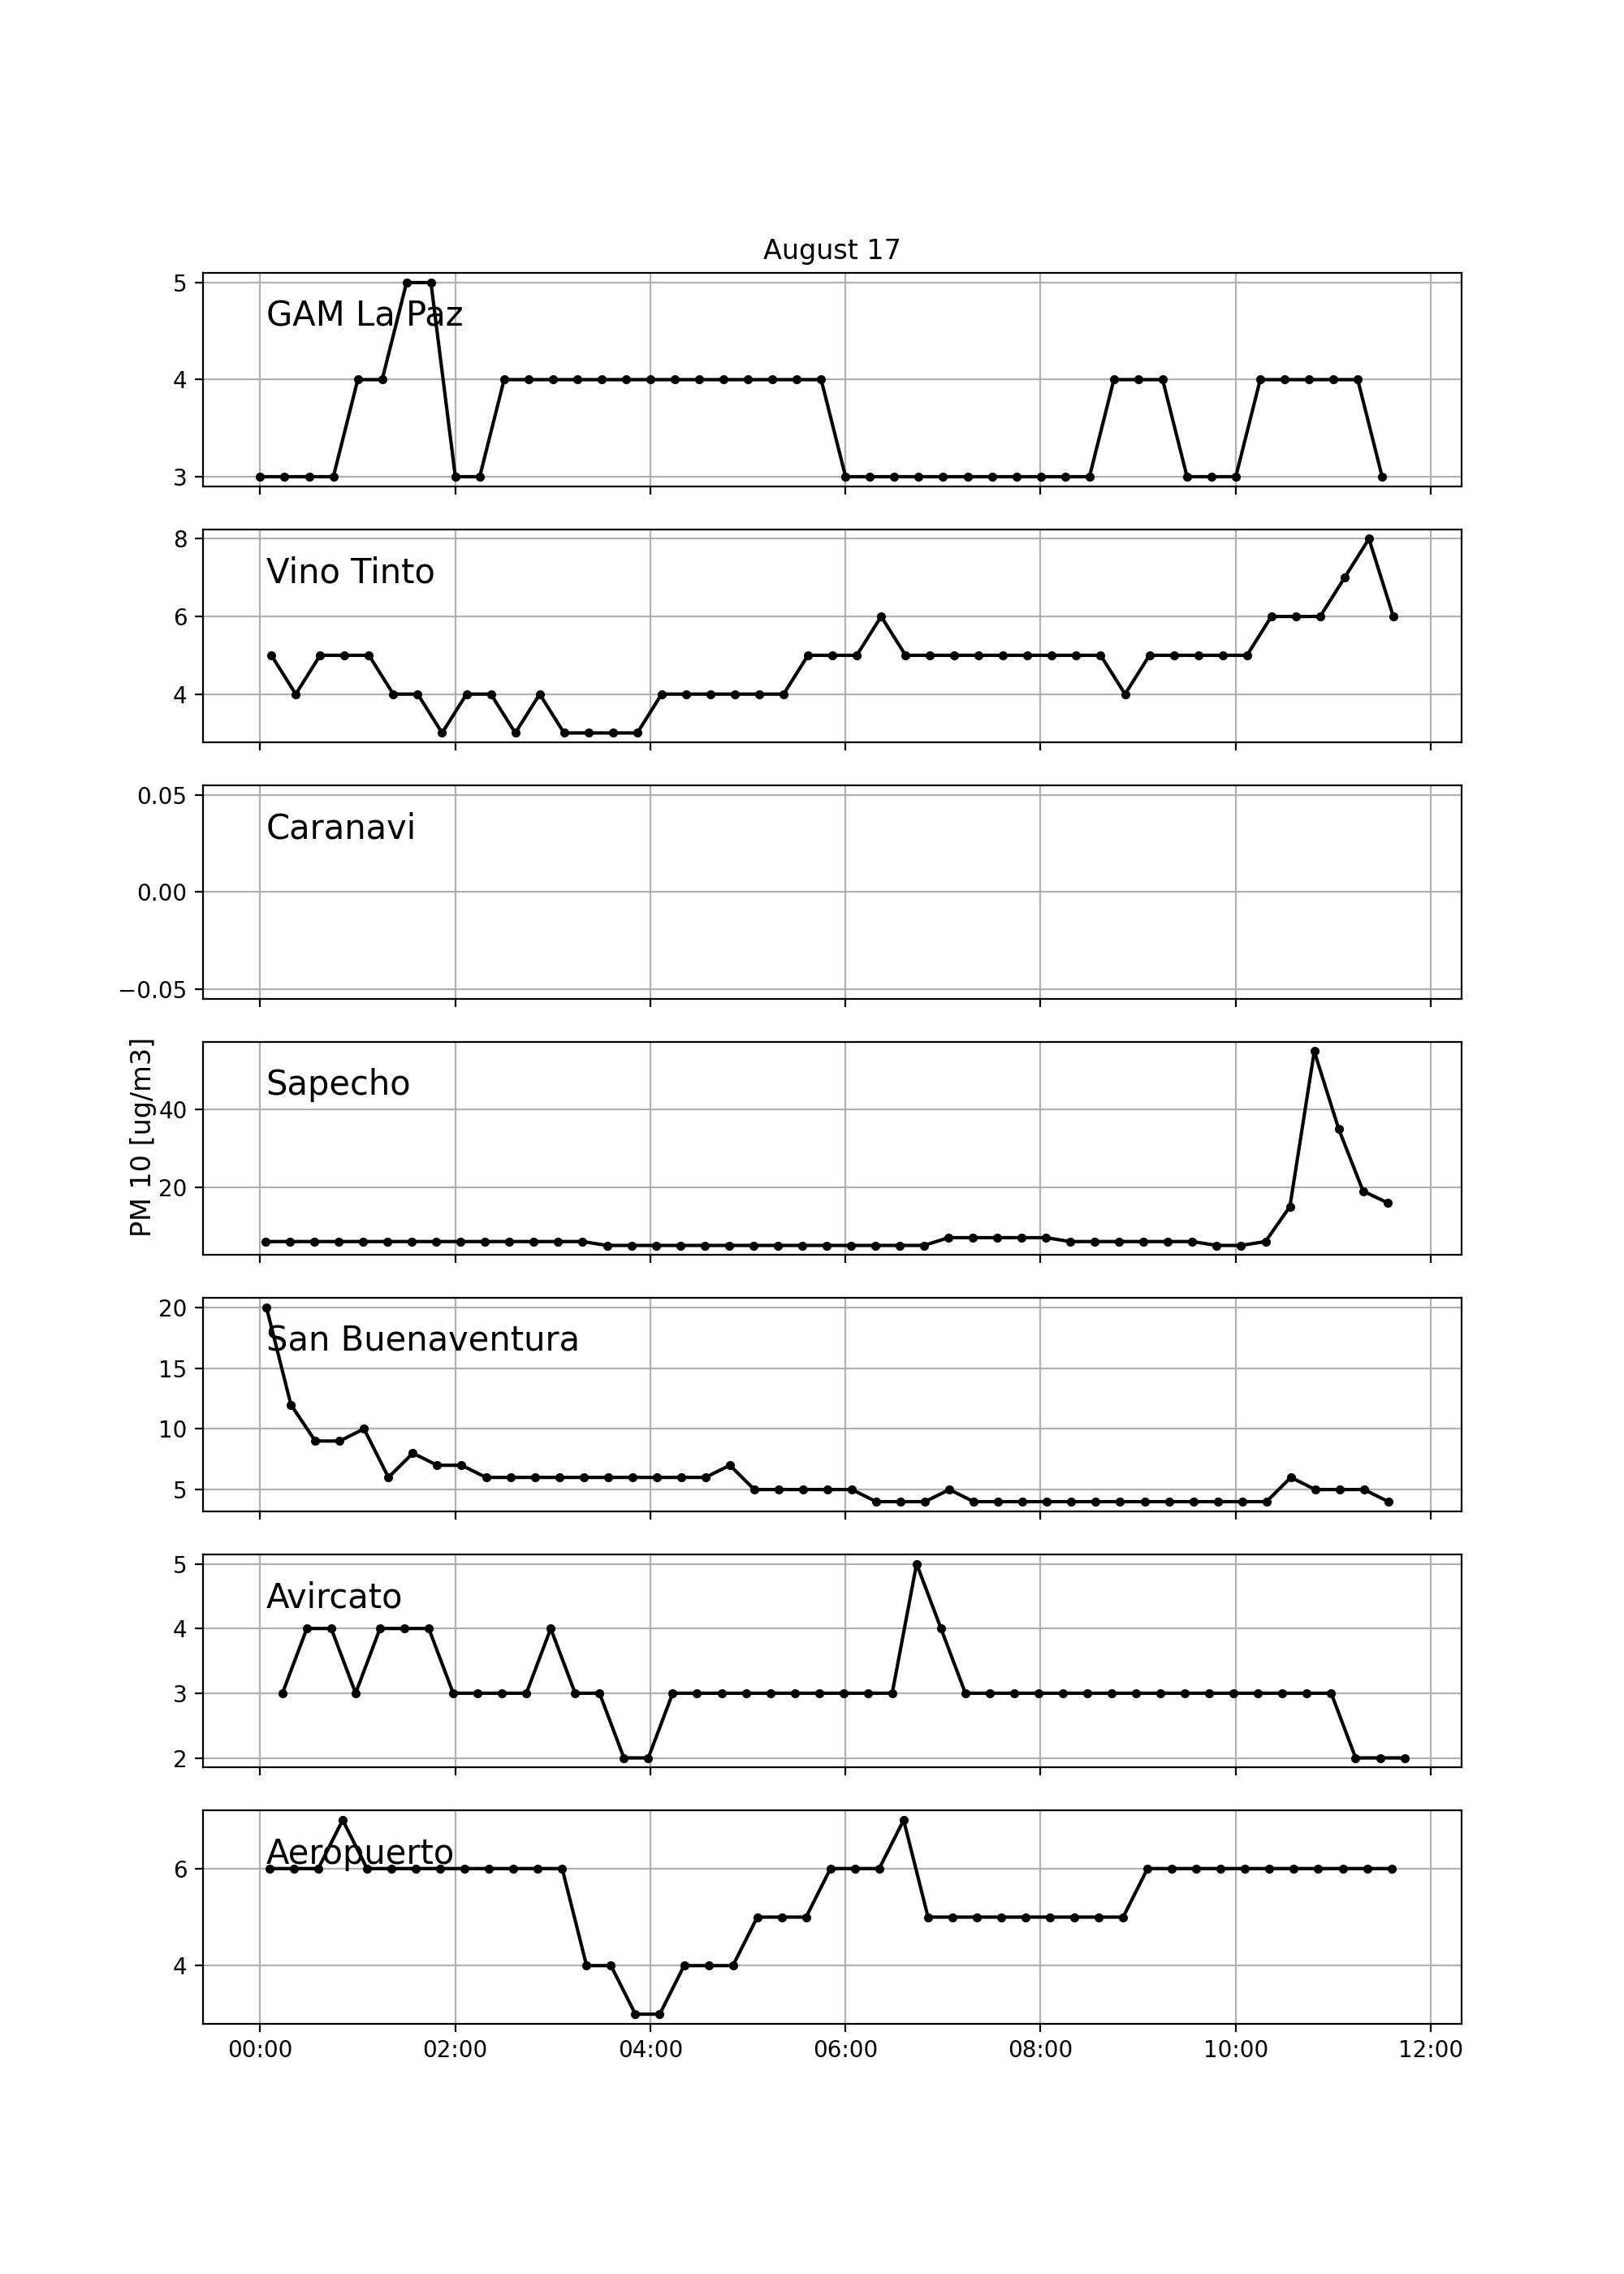 August 17
5
GAM La Paz
4
3
8
Vino Tinto
6
4
0.05
Caranavi
0.00
−0.05
PM 10 [ug/m3]
Sapecho
40
20
20
San Buenaventura
15
10
5
5
Avircato
4
3
2
Aeropuerto
6
4
00:00 02:00 04:00 06:00 08:00 10:00 12:00